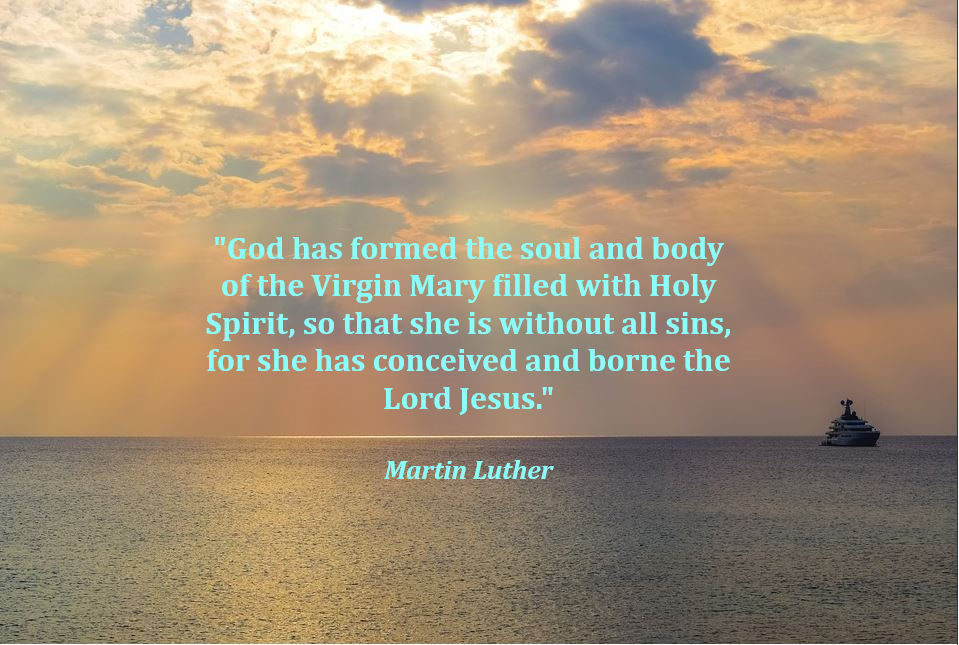 "God has formed the soul and body
of the Virgin Mary filled with Holy
Spirit, so that she is without all sins,
for she has conceived and borne the
Lord Jesus."
Martin Luther